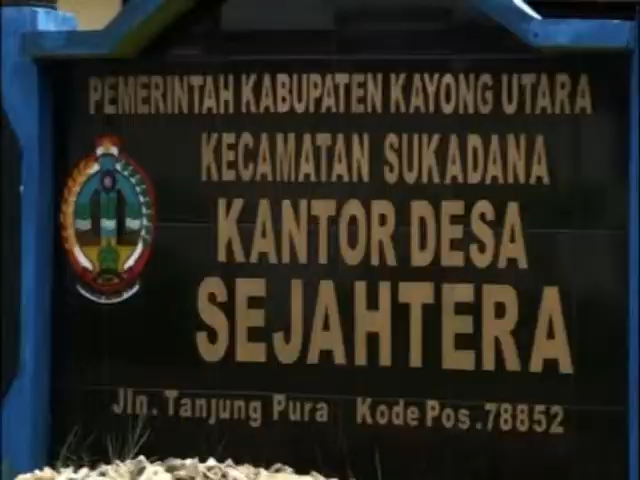 PEMERINTAH KABUPATEN KAYONG UTARA
KECAMATAN SUKADANA
KANTOR DESA
SEJAHTERA
Jln. Tanjung Pura Kode Pos. 78852